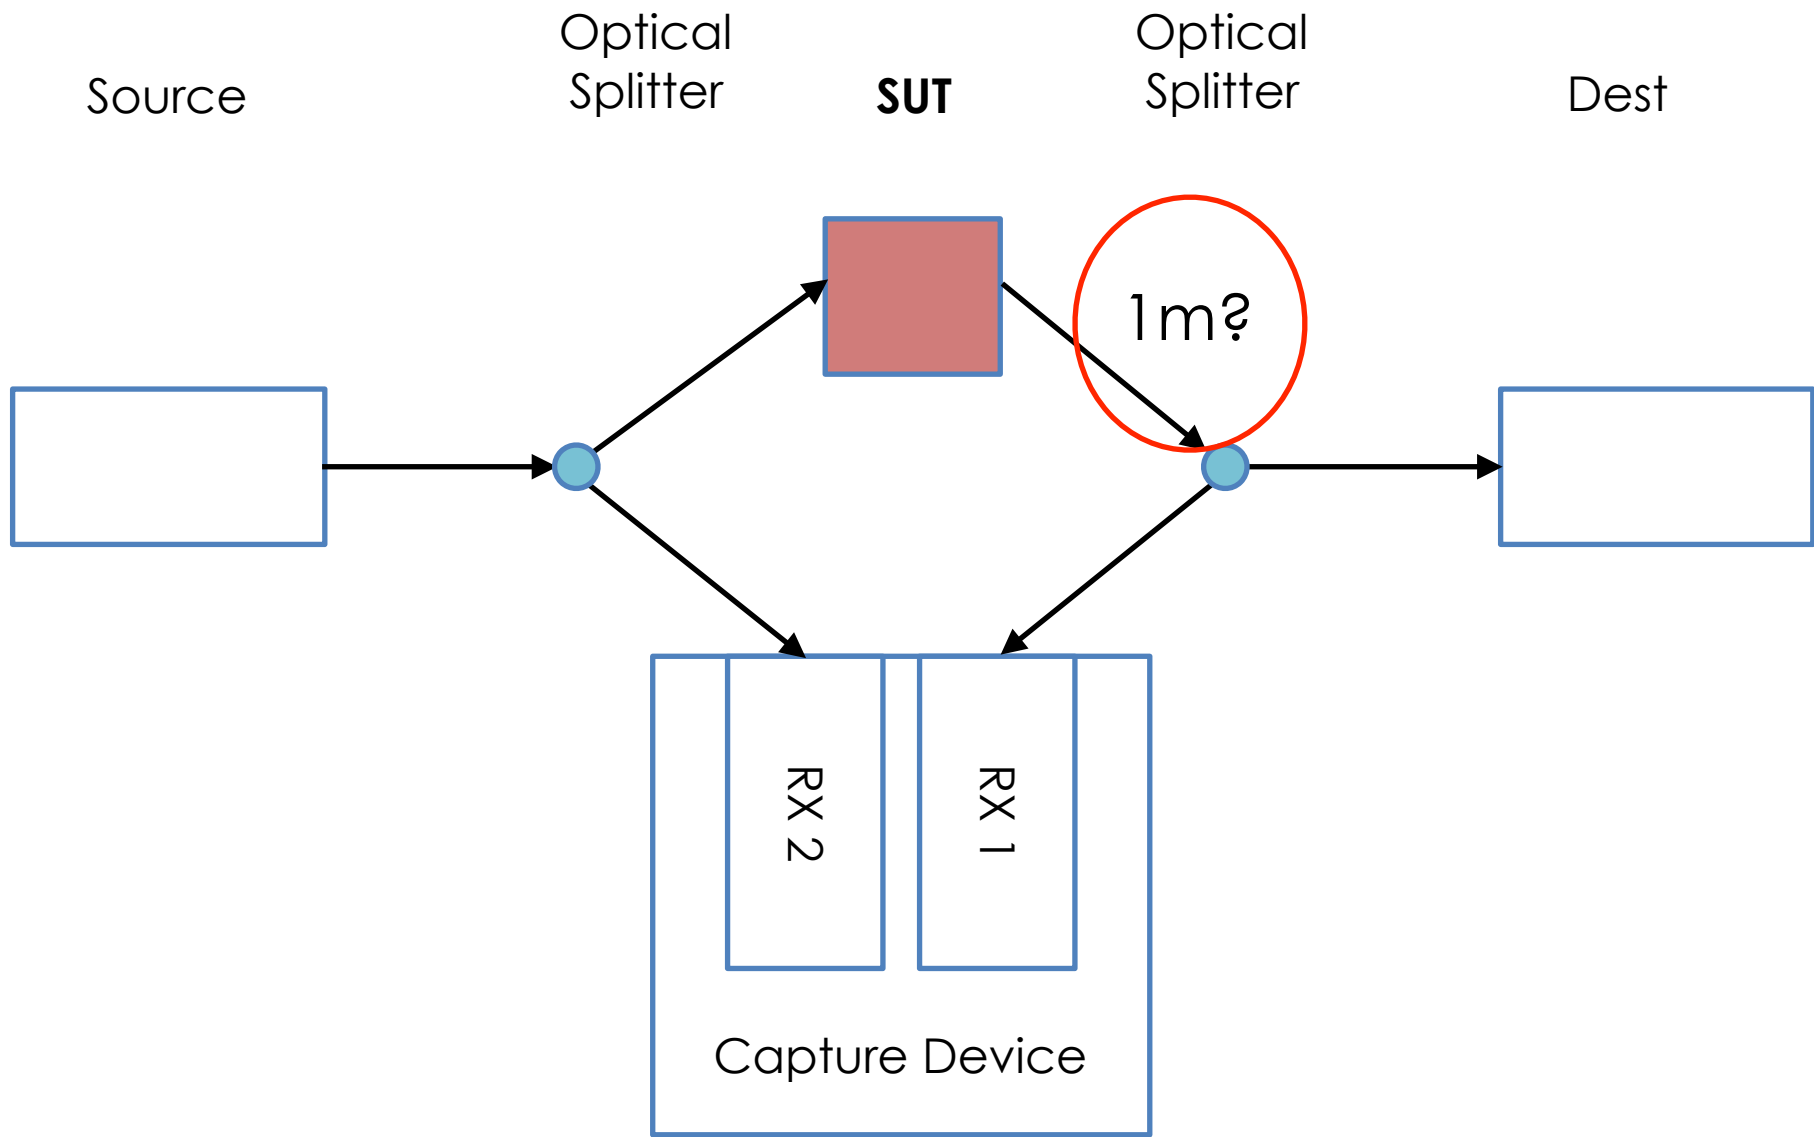 Source
Optical
Splitter
SUT
Optical
Splitter
Dest
1m?
RX 2
RX 1
Capture Device